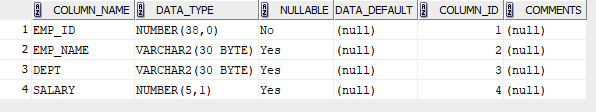 COLUMN_NAME DATA_TYPE NULLABLE DATA_DEFAULT COLUMN_ID COMMENTS
1 EMP_ID NUMBER(38,0) No (null) 1 (null)
2 EMP_NAME VARCHAR2(30 BYTE) Yes (null) 2 (null)
3 DEPT VARCHAR2(30 BYTE) Yes (null) 3 (null)
4 SALARY NUMBER(5,1) Yes (null) 4 (null)